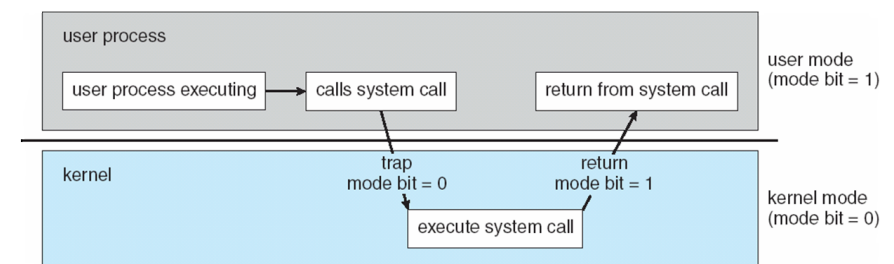 user process
user process executing
calls system call
return from system call
user mode
(mode bit = 1)
kernel
trap
mode bit = 0
return
mode bit = 1
execute system call
kernel mode
(mode bit = 0)